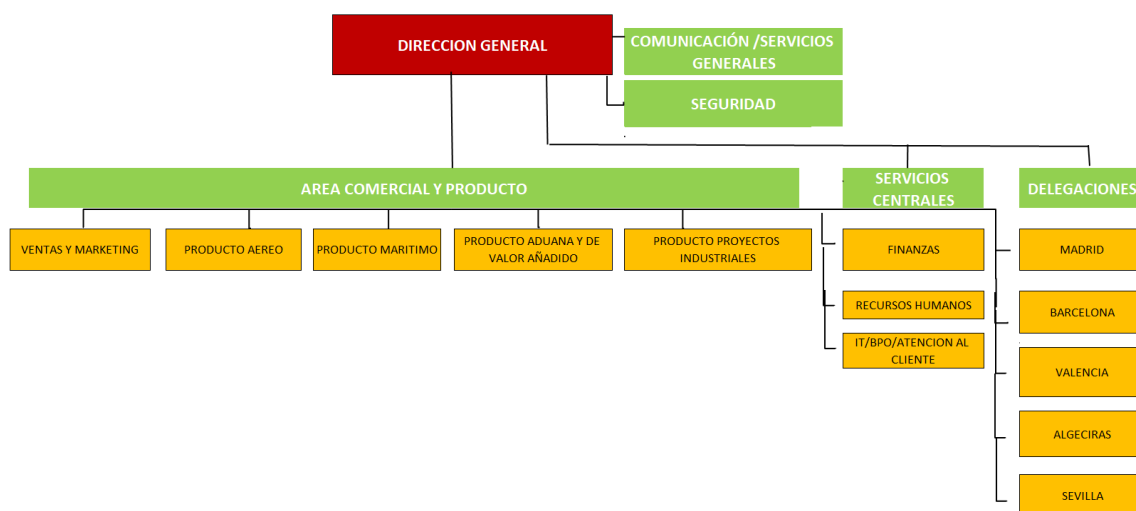 DIRECCION GENERAL
COMUNICACIÓN /SERVICIOS
GENERALES
SEGURIDAD
AREA COMERCIAL Y PRODUCTO
SERVICIOS
CENTRALES
DELEGACIONES
VENTAS Y MARKETING
PRODUCTO AEREO
PRODUCTO MARITIMO
PRODUCTO ADUANA Y DE
VALOR AÑADIDO
PRODUCTO PROYECTOS
INDUSTRIALES
FINANZAS
RECURSOS HUMANOS
IT/BPO/ATENCION AL
CLIENTE
MADRID
BARCELONA
VALENCIA
ALGECIRAS
SEVILLA